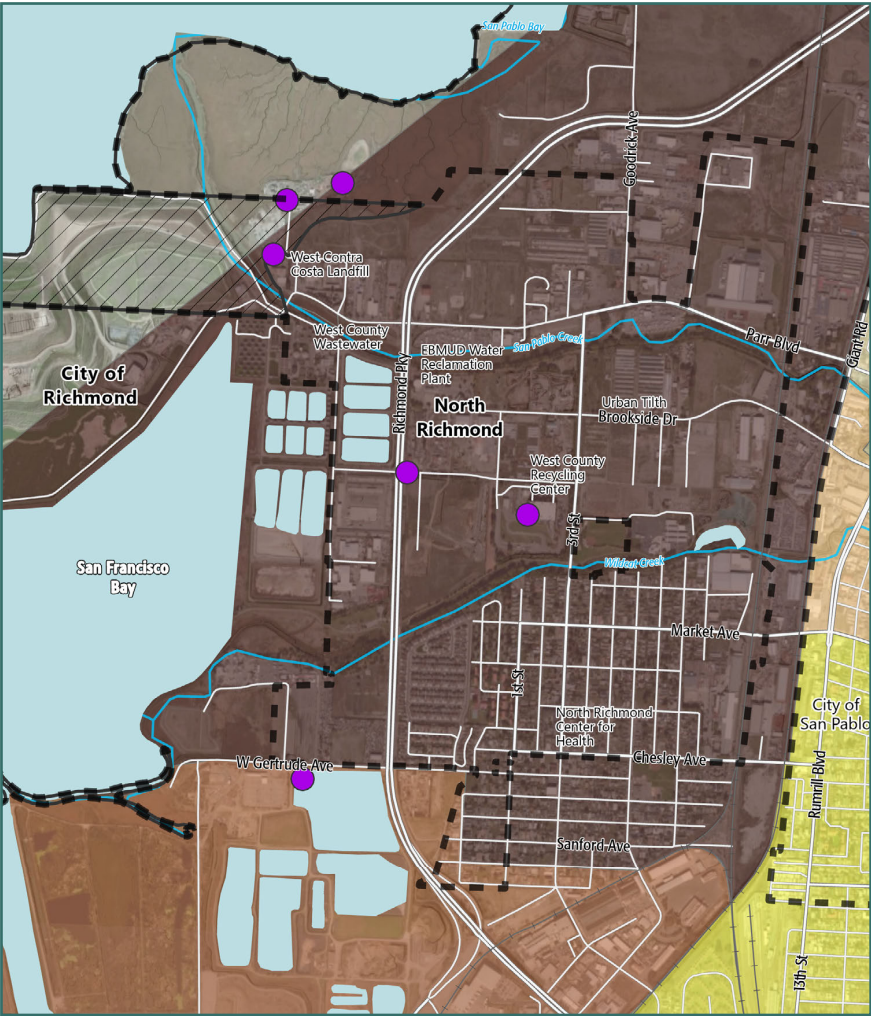 San Pablo Bay
Goodrick Ave
West Contra
Costa Landfill
West County
Wastewater
EBMUD Water
Reclamation
Plant
San Pablo Creek
Parr Blvd
Giant Rd
City of
Richmond
Richmond Pky
North
Richmond
Urban Tilth
Brookside Dr
West County
Recycling
Center
3rd St
San Francisco
Bay
Wildcat Creek
Market Ave
1st St
City of
San Pablo
North Richmond
Center for
Health
W Gertrude Ave
Chesley Ave
Rumrill Blvd
Sanford Ave
13th St